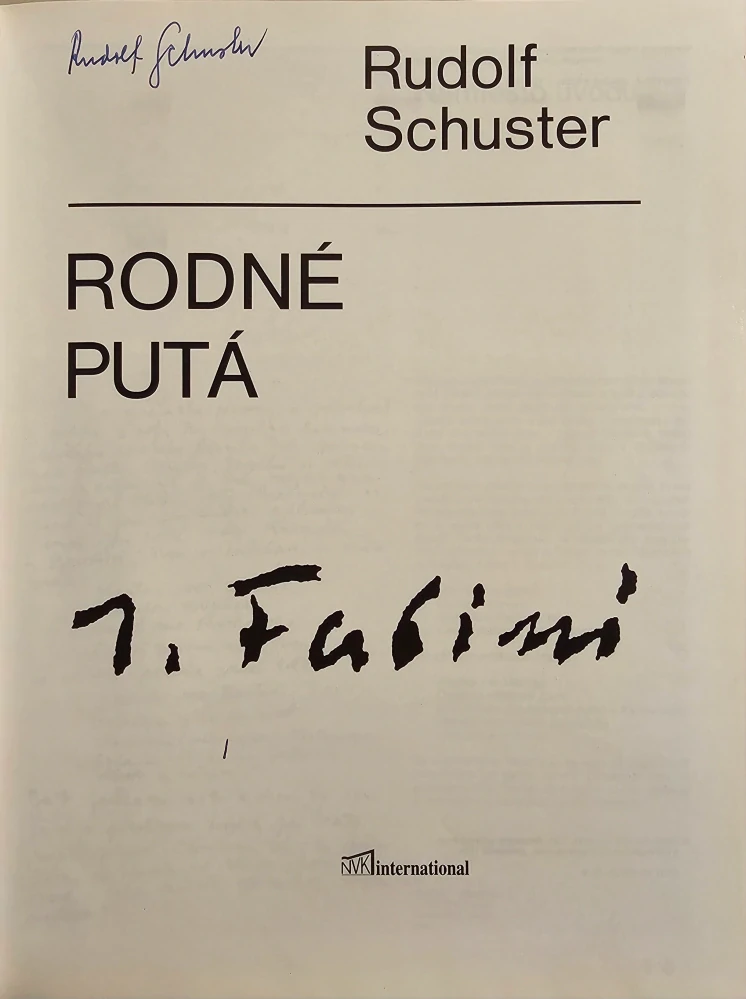 Rudolf Schuster
Rudolf
Schuster
RODNÉ
PUTÁ
J. Fabini
NVK international